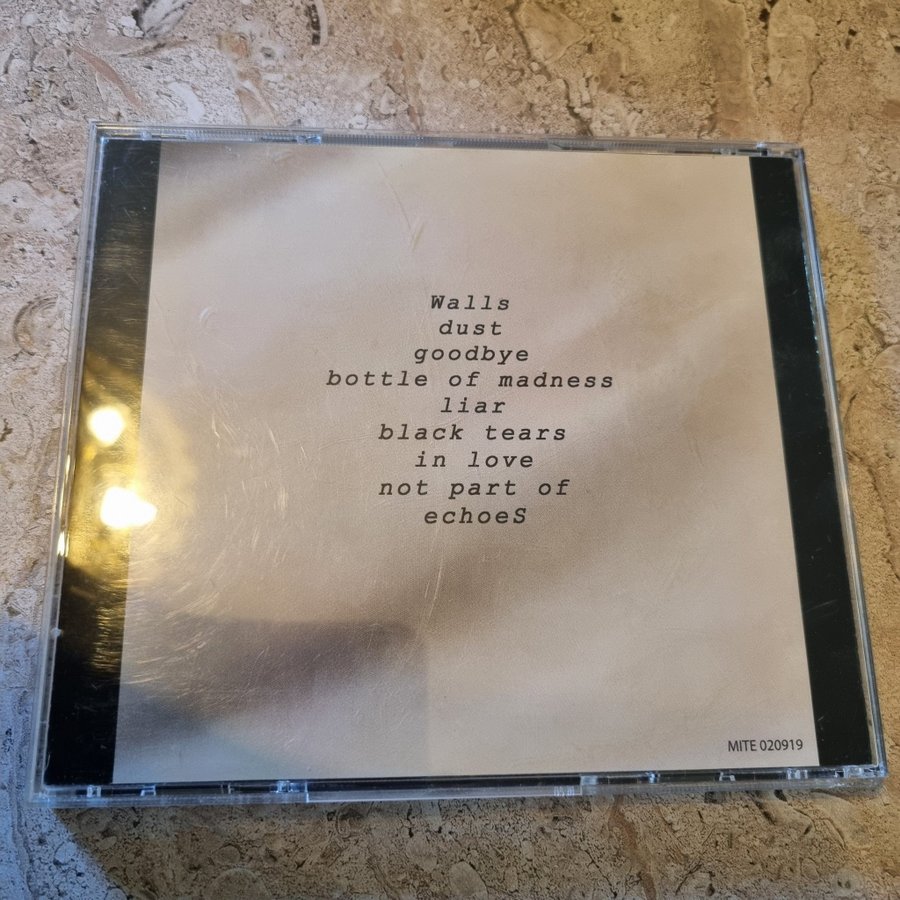 Walls
dust
goodbye
bottle of madness
liar
black tears
in love
not part of
echoeS
MITE 020919